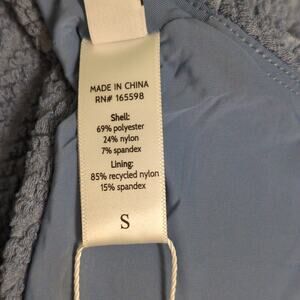 MADE IN CHINA
RN# 165598
Shell:
69% polyester
24% nylon
7% spandex
Lining:
85% recycled nylon
15% spandex
S